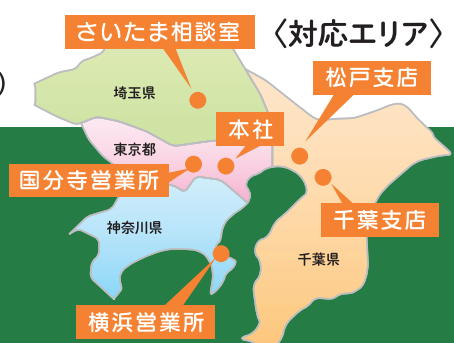 )
さいたま相談室
〈対応エリア〉
松戸支店
埼玉県
本社
東京都
国分寺営業所
千葉支店
神奈川県
千葉県
横浜営業所